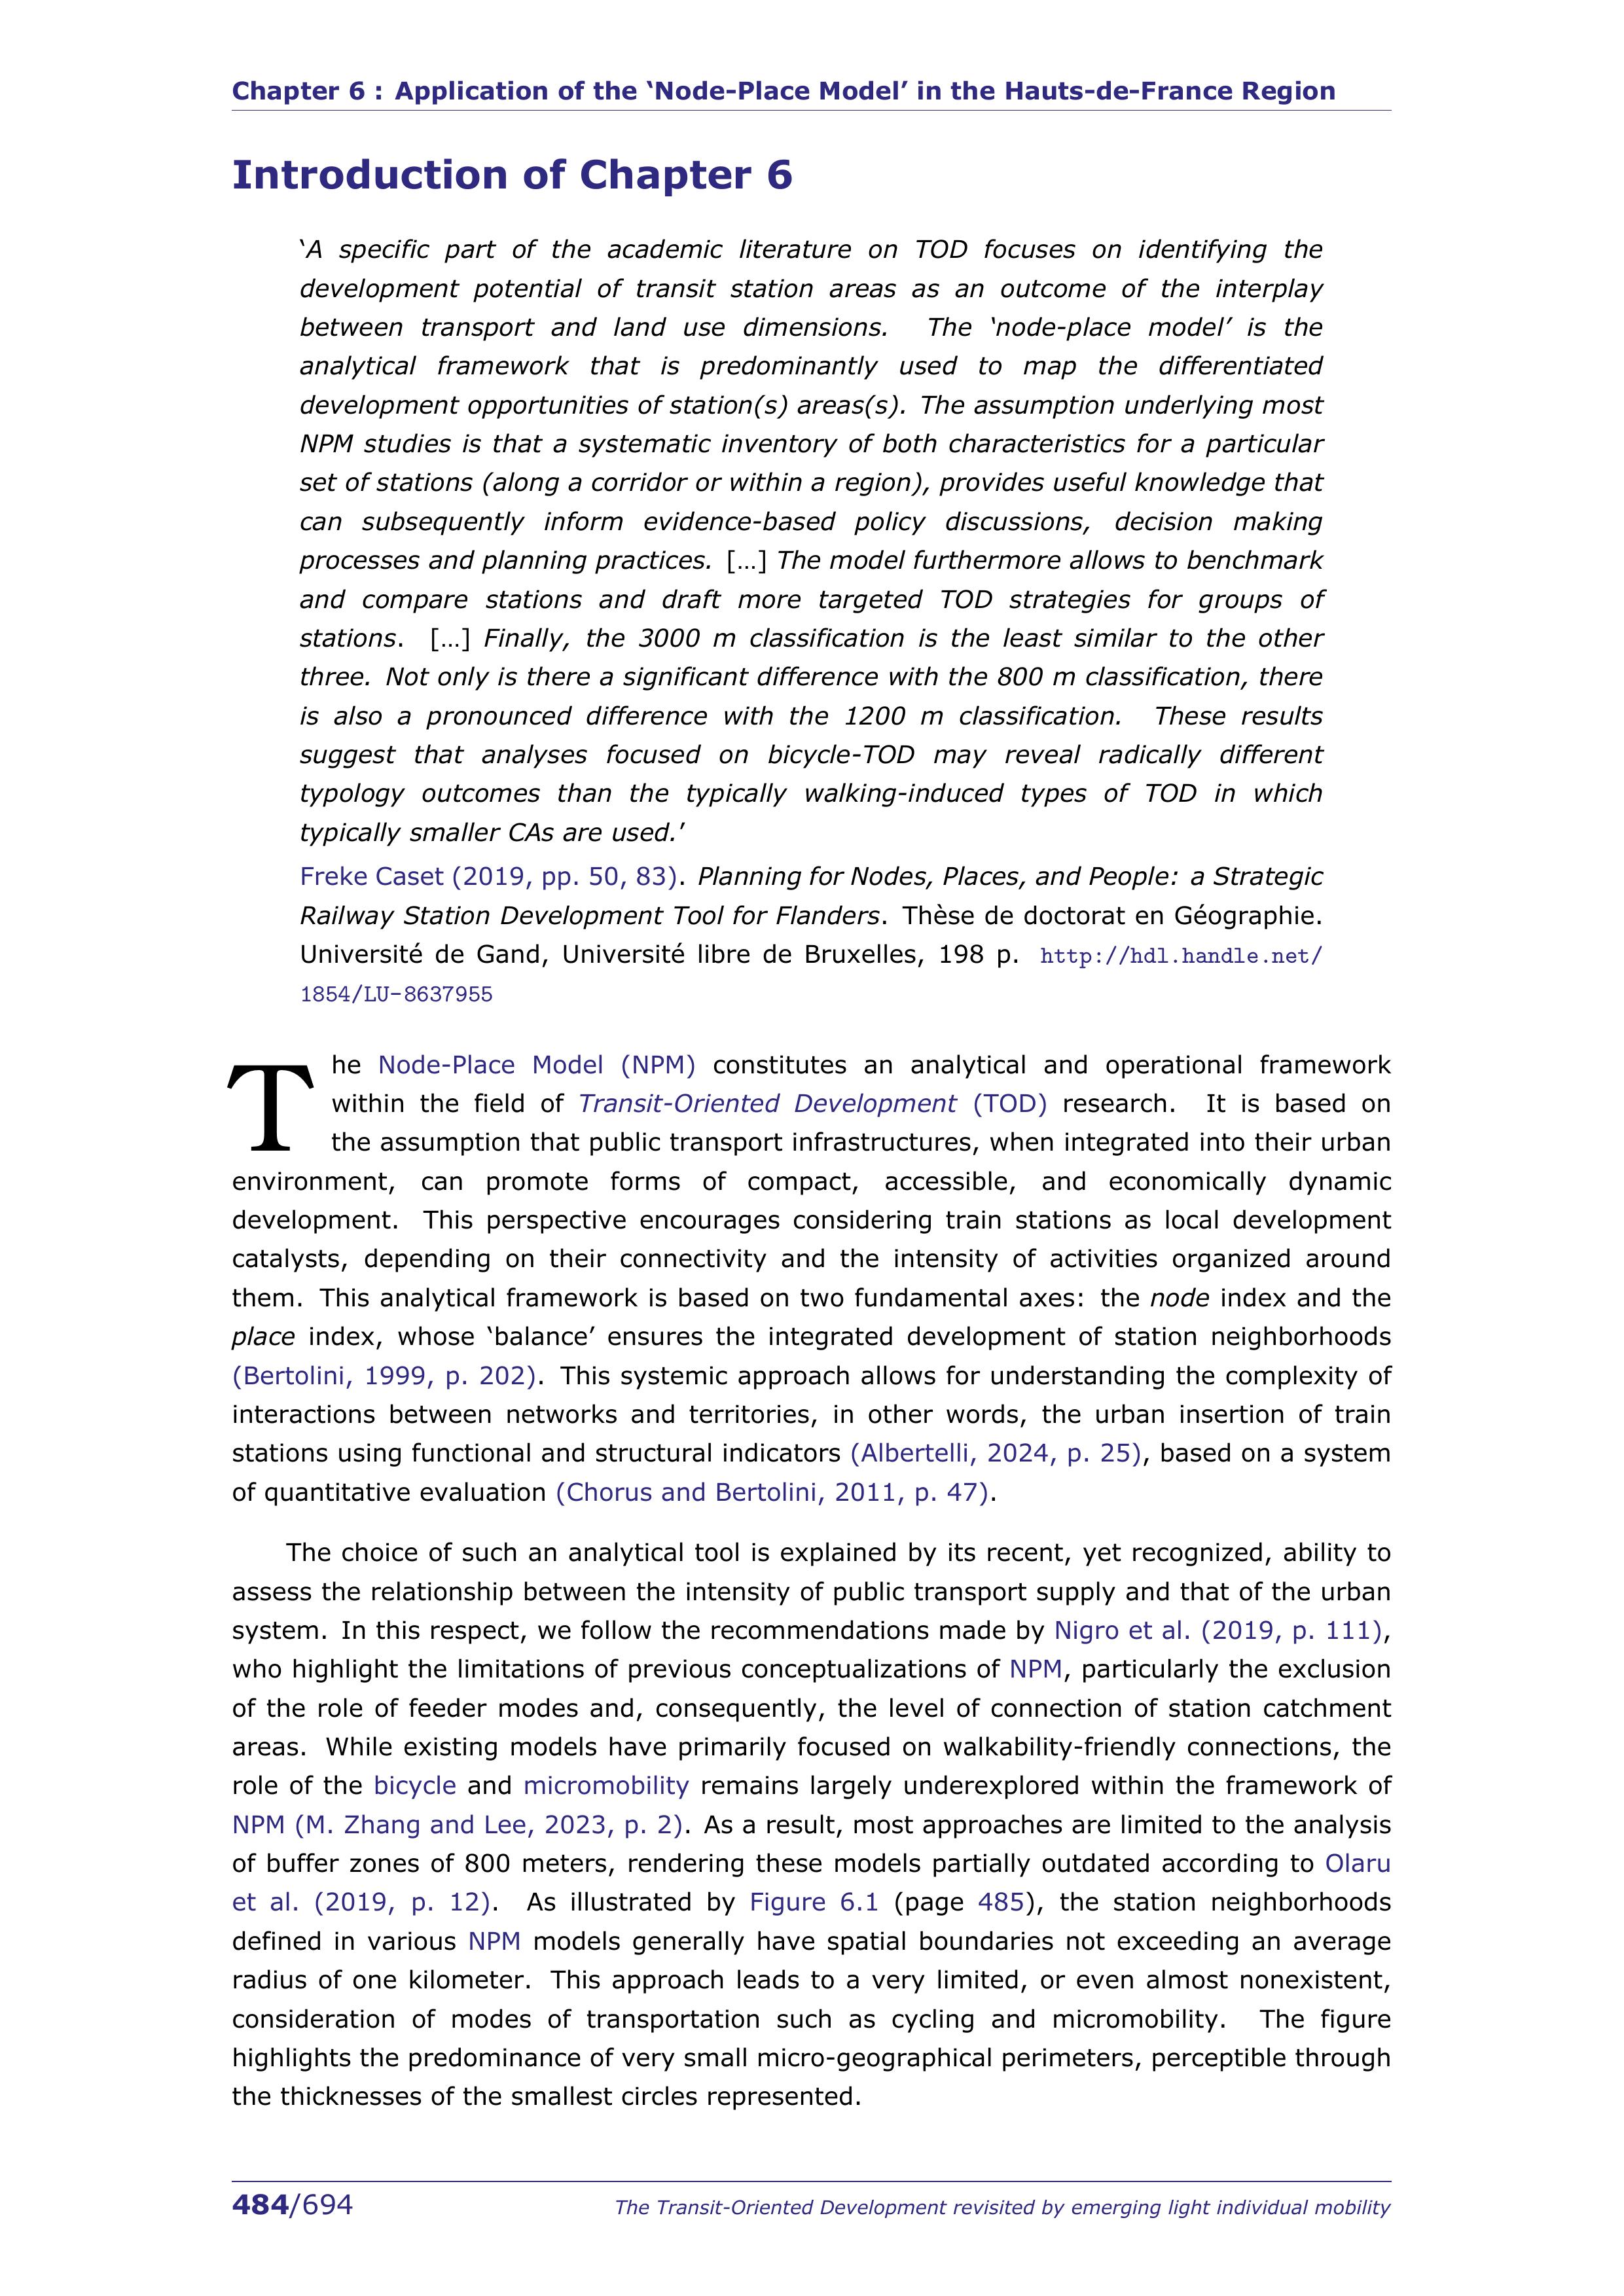 Chapter 6 : Application of the ‘Node-Place Model’ in the Hauts-de-France Region
Introduction of Chapter 6
‘A specific part of the academic literature on TOD focuses on identifying the
development potential of transit station areas as an outcome of the interplay
between transport and land use dimensions. The ‘node-place model’ is the
analytical framework that is predominantly used to map the differentiated
development opportunities of station(s) areas(s). The assumption underlying most
NPM studies is that a systematic inventory of both characteristics for a particular
set of stations (along a corridor or within a region), provides useful knowledge that
can subsequently inform evidence-based policy discussions, decision making
processes and planning practices. […] The model furthermore allows to benchmark
and compare stations and draft more targeted TOD strategies for groups of
stations. […] Finally, the 3000 m classification is the least similar to the other
three. Not only is there a significant difference with the 800 m classification, there
is also a pronounced difference with the 1200 m classification. These results
suggest that analyses focused on bicycle-TOD may reveal radically different
typology outcomes than the typically walking-induced types of TOD in which
typically smaller CAs are used.’
Freke Caset (2019, pp. 50, 83). Planning for Nodes, Places, and People: a Strategic
Railway Station Development Tool for Flanders. Thèse de doctorat en Géographie.
Université de Gand, Université libre de Bruxelles, 198 p. http://hdl.handle.net/
1854/LU-8637955
The Node-Place Model (NPM) constitutes an analytical and operational framework
within the field of Transit-Oriented Development (TOD) research. It is based on
the assumption that public transport infrastructures, when integrated into their urban
environment, can promote forms of compact, accessible, and economically dynamic
development. This perspective encourages considering train stations as local development
catalysts, depending on their connectivity and the intensity of activities organized around
them. This analytical framework is based on two fundamental axes: the node index and the
place index, whose ‘balance’ ensures the integrated development of station neighborhoods
(Bertolini, 1999, p. 202). This systemic approach allows for understanding the complexity of
interactions between networks and territories, in other words, the urban insertion of train
stations using functional and structural indicators (Albertelli, 2024, p. 25), based on a system
of quantitative evaluation (Chorus and Bertolini, 2011, p. 47).
The choice of such an analytical tool is explained by its recent, yet recognized, ability to
assess the relationship between the intensity of public transport supply and that of the urban
system. In this respect, we follow the recommendations made by Nigro et al. (2019, p. 111),
who highlight the limitations of previous conceptualizations of NPM, particularly the exclusion
of the role of feeder modes and, consequently, the level of connection of station catchment
areas. While existing models have primarily focused on walkability-friendly connections, the
role of the bicycle and micromobility remains largely underexplored within the framework of
NPM (M. Zhang and Lee, 2023, p. 2). As a result, most approaches are limited to the analysis
of buffer zones of 800 meters, rendering these models partially outdated according to Olaru
et al. (2019, p. 12). As illustrated by Figure 6.1 (page 485), the station neighborhoods
defined in various NPM models generally have spatial boundaries not exceeding an average
radius of one kilometer. This approach leads to a very limited, or even almost nonexistent,
consideration of modes of transportation such as cycling and micromobility. The figure
highlights the predominance of very small micro-geographical perimeters, perceptible through
the thicknesses of the smallest circles represented.
484/694
The Transit-Oriented Development revisited by emerging light individual mobility